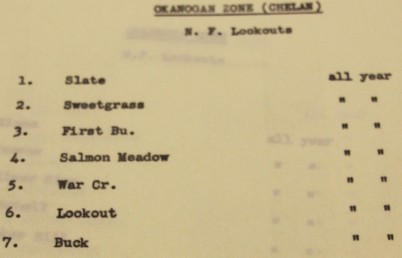 OKANOGAN ZONE (CHELAN)
N. F. Lookouts
1. Slate all year
2. Sweetgrass " "
3. First Bu. " "
4. Salmon Meadow " "
5. War Cr. " "
6. Lookout " "
7. Buck " "